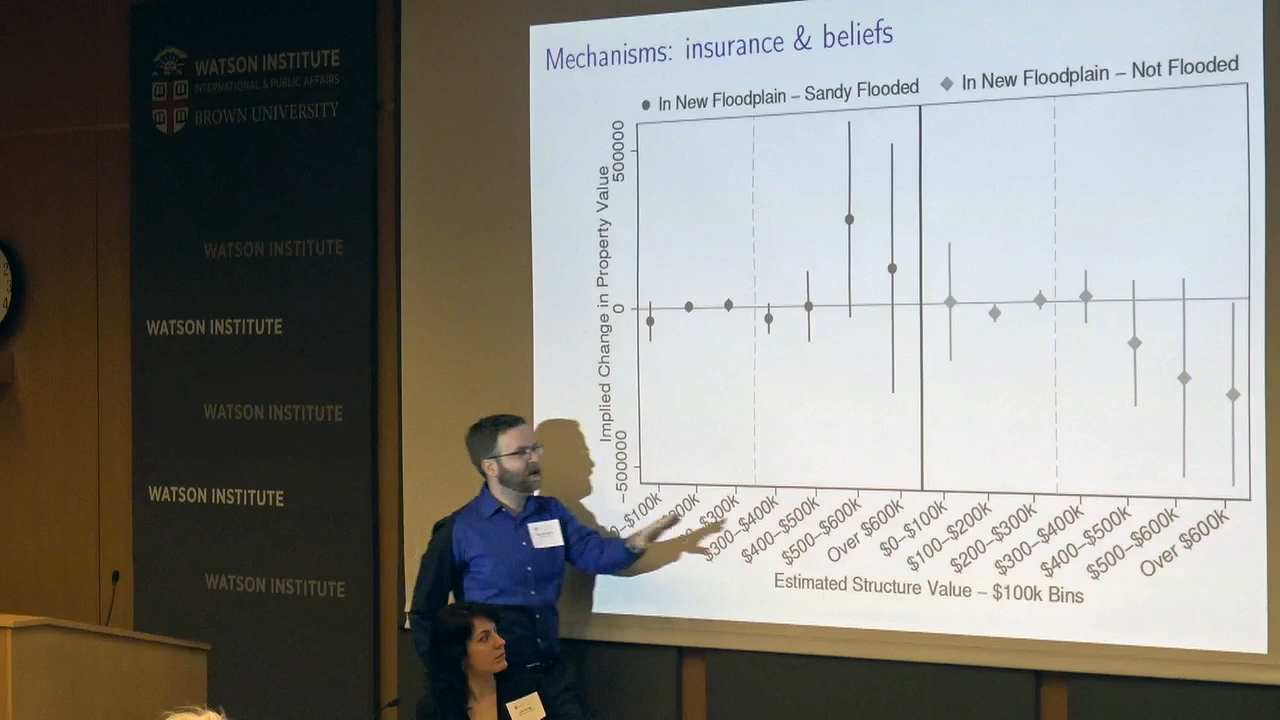 WATSON INSTITUTE
INTERNATIONAL & PUBLIC AFFAIRS
BROWN UNIVERSITY
WATSON INSTITUTE
WATSON INSTITUTE
WATSON INSTITUTE
WATSON INSTITUTE
WATSON INSTITUTE
Mechanisms: insurance & beliefs
In New Floodplain – Sandy Flooded
In New Floodplain – Not Flooded
Implied Change in Property Value
500000
0
−500000
0–$100k
$300k
$300–$400k
$400–$500k
$500–$600k
Over $600k
$0–$100k
$100–$200k
$200–$300k
$300–$400k
$400–$500k
$500–$600k
Over $600k
Estimated Structure Value – $100k Bins
2
3
4